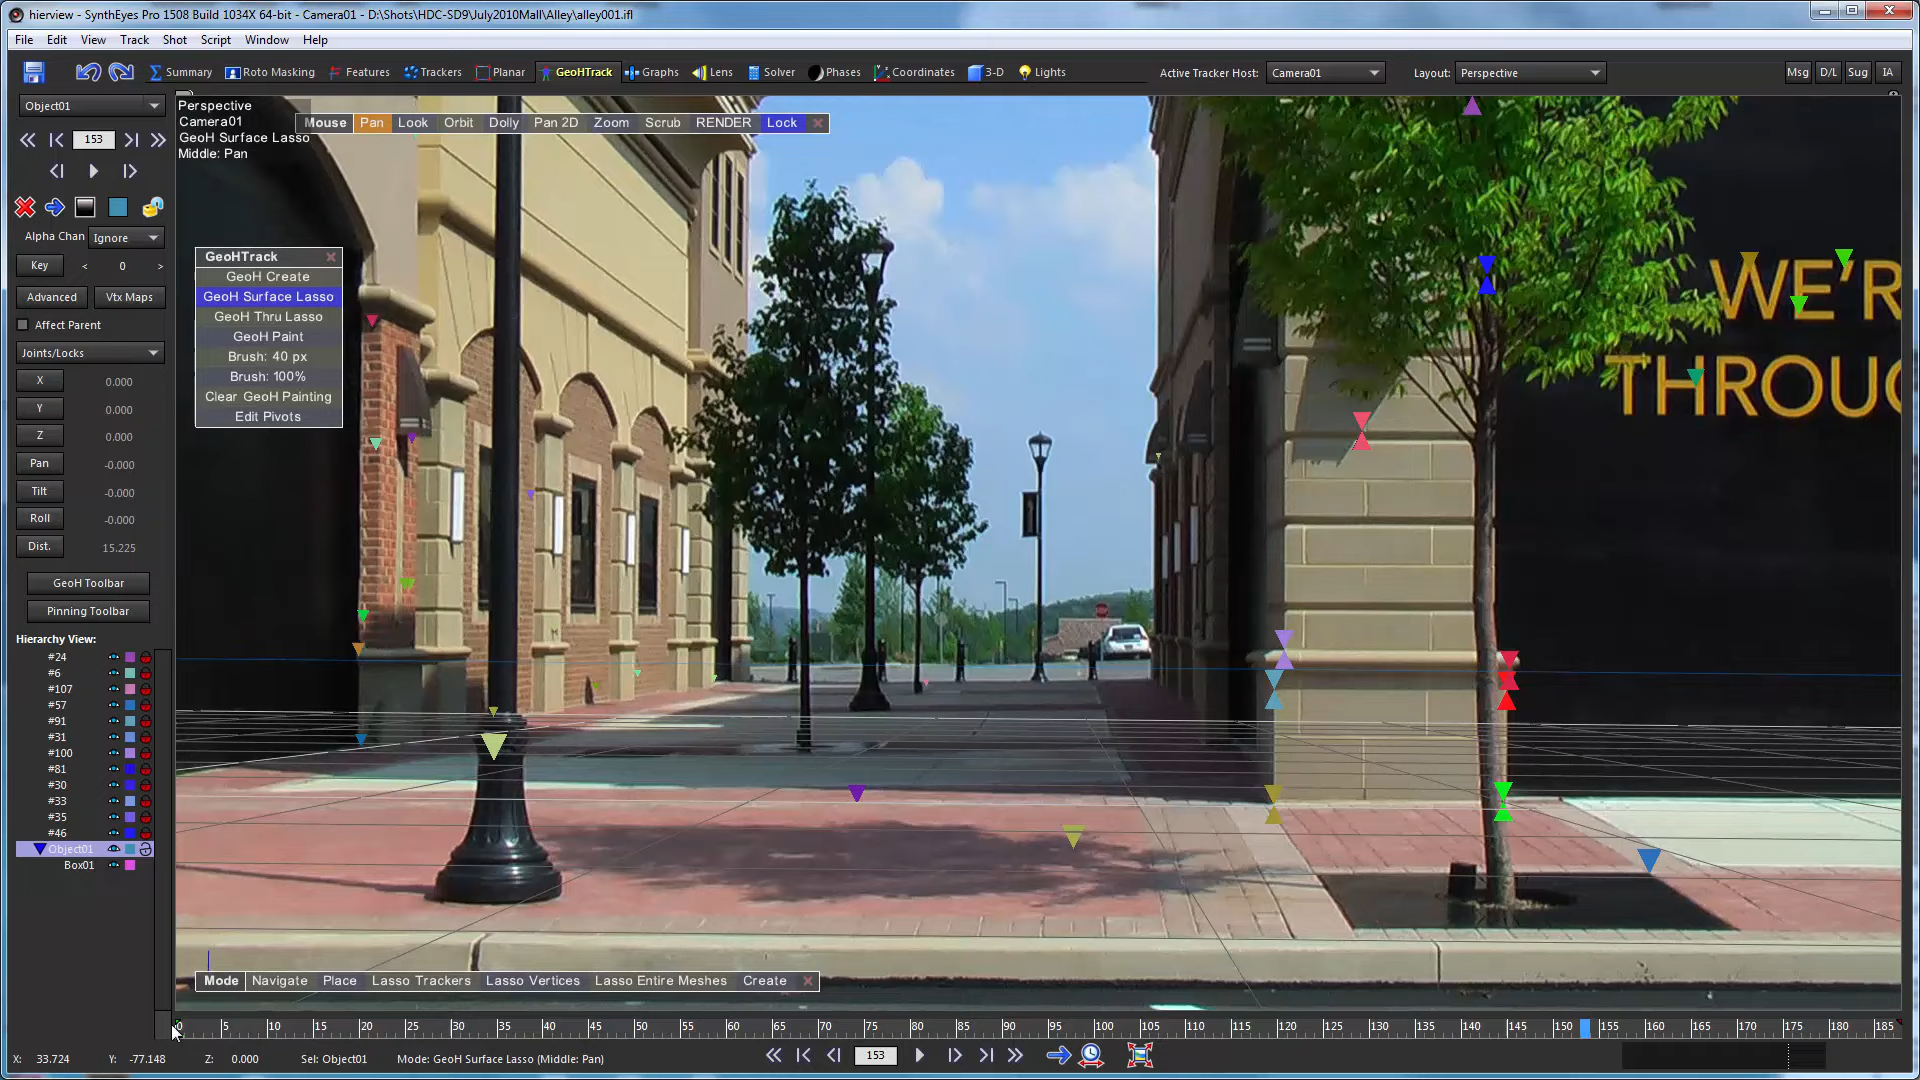 hierview - SynthEyes Pro 1508 Build 1034X 64-bit - Camera01 - D:\Shots\HDC-SD9\July2010Mall\Alley\alley001.ifl
File Edit View Track Shot Script Window Help
Summary Roto Masking Features Trackers Planar GeoHTrack Graphs Lens Solver Phases Coordinates 3-D Lights Active Tracker Host: Camera01 Layout: Perspective Msg D/L Sug IA
Object01
153
Alpha Chan Ignore
Key < 0 >
Advanced Vtx Maps
Affect Parent
Joints/Locks
X 0.000
Y 0.000
Z 0.000
Pan -0.000
Tilt -0.000
Roll -0.000
Dist. 15.225
GeoH Toolbar
Pinning Toolbar
Hierarchy View:
#24
#6
#107
#57
#91
#31
#100
#81
#30
#33
#35
#46
Object01
Box01
Perspective
Camera01
GeoH Surface Lasso
Middle: Pan
Mouse Pan Look Orbit Dolly Pan 2D Zoom Scrub RENDER Lock
GeoHTrack
GeoH Create
GeoH Surface Lasso
GeoH Thru Lasso
GeoH Paint
Brush: 40 px
Brush: 100%
Clear GeoH Painting
Edit Pivots
WE'R
THROUG
Mode Navigate Place Lasso Trackers Lasso Vertices Lasso Entire Meshes Create
0 5 10 15 20 25 30 35 40 45 50 55 60 65 70 75 80 85 90 95 100 105 110 115 120 125 130 135 140 145 150 155 160 165 170 175 180 185
X: 33.724 Y: -77.148 Z: 0.000 Sel: Object01 Mode: GeoH Surface Lasso (Middle: Pan) 153